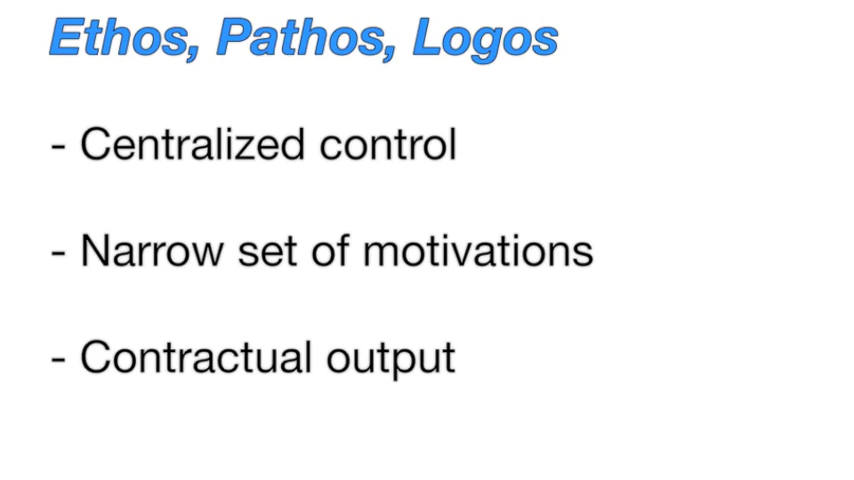 Ethos, Pathos, Logos
- Centralized control
- Narrow set of motivations
- Contractual output